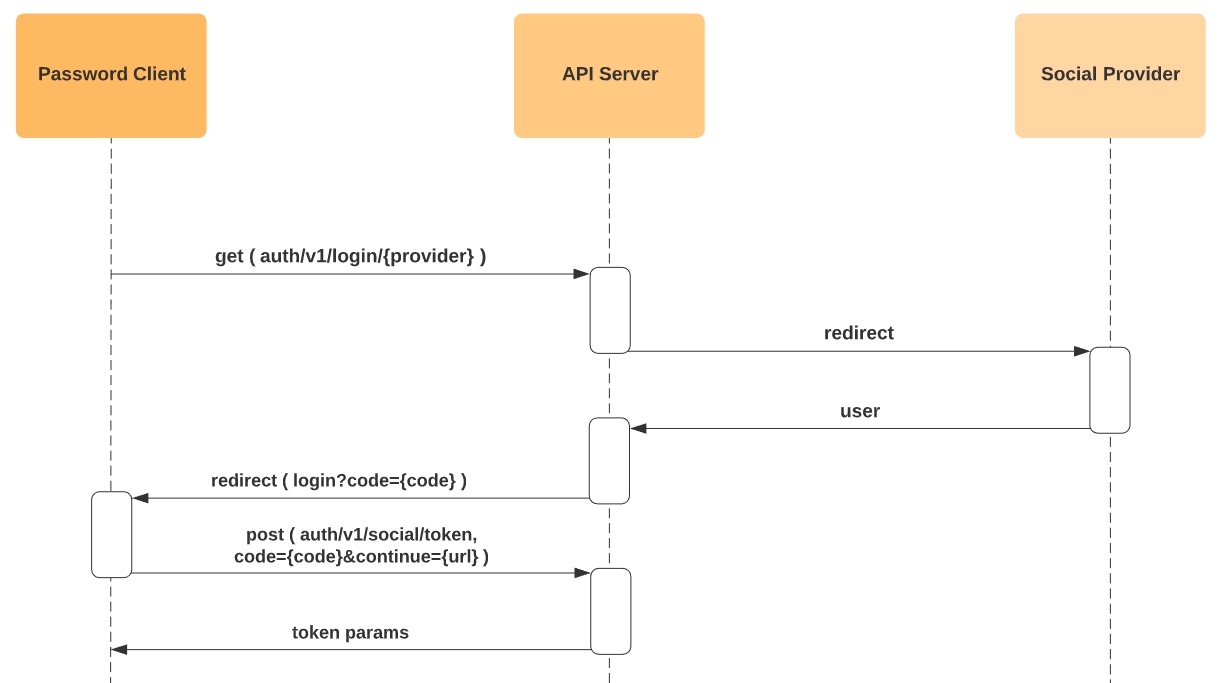 Password Client
API Server
Social Provider
get ( auth/v1/login/{provider} )
redirect
user
redirect ( login?code={code} )
post ( auth/v1/social/token,
code={code}&continue={url} )
token params